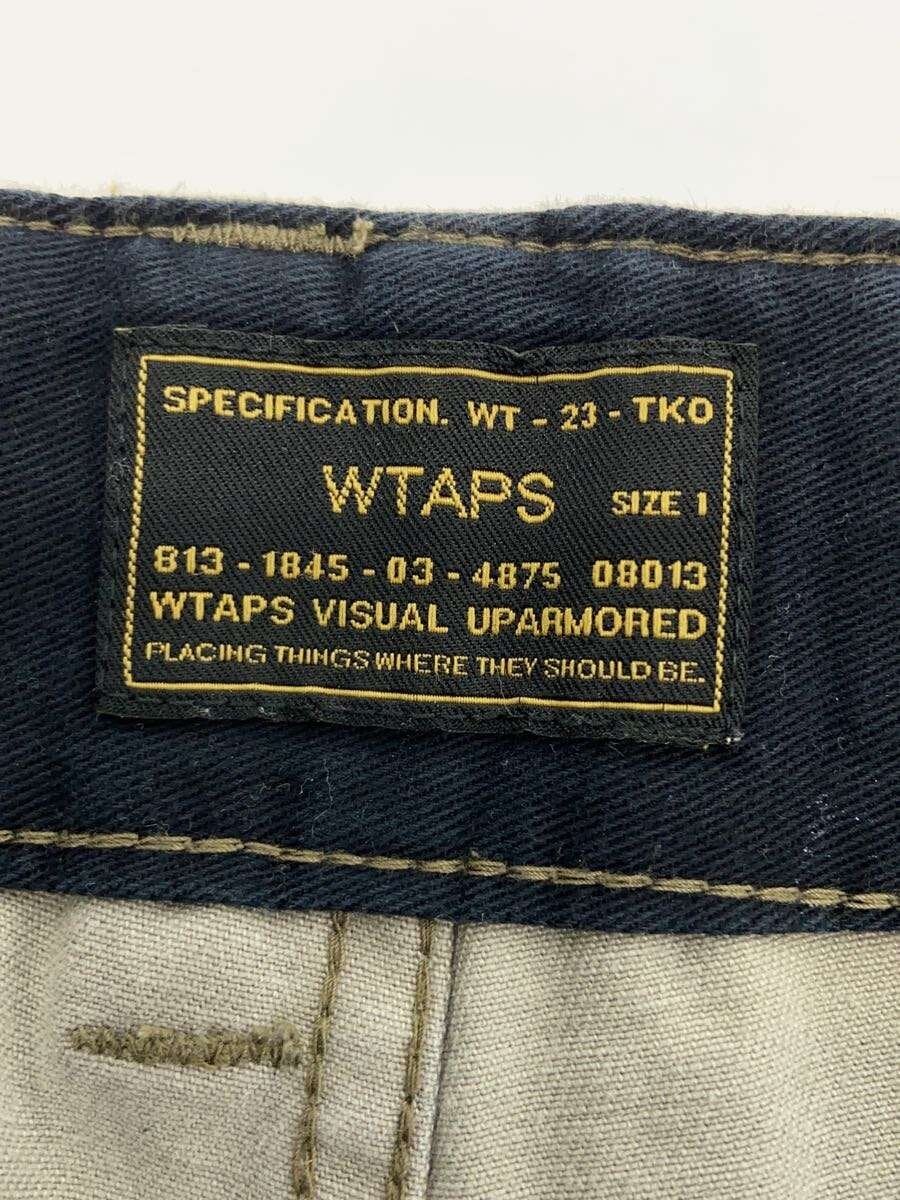 SPECIFICATION. WT - 23 - TKO
WTAPS SIZE 1
813 - 1845 - 03 - 4875 08013
WTAPS VISUAL UPARMORED
PLACING THINGS WHERE THEY SHOULD BE.